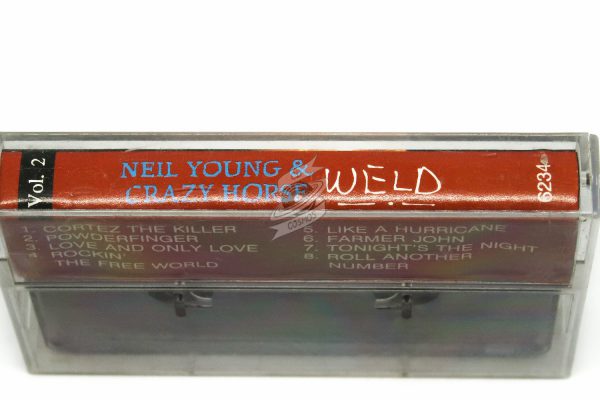 Vol. 2
NEIL YOUNG &
CRAZY HORSE
WELD
6234
COSMOS
1. CORTEZ THE KILLER
2. POWDERFINGER
3. LOVE AND ONLY LOVE
4. ROCKIN'
THE FREE WORLD
5. LIKE A HURRICANE
6. FARMER JOHN
7. TONIGHT'S THE NIGHT
8. ROLL ANOTHER
NUMBER